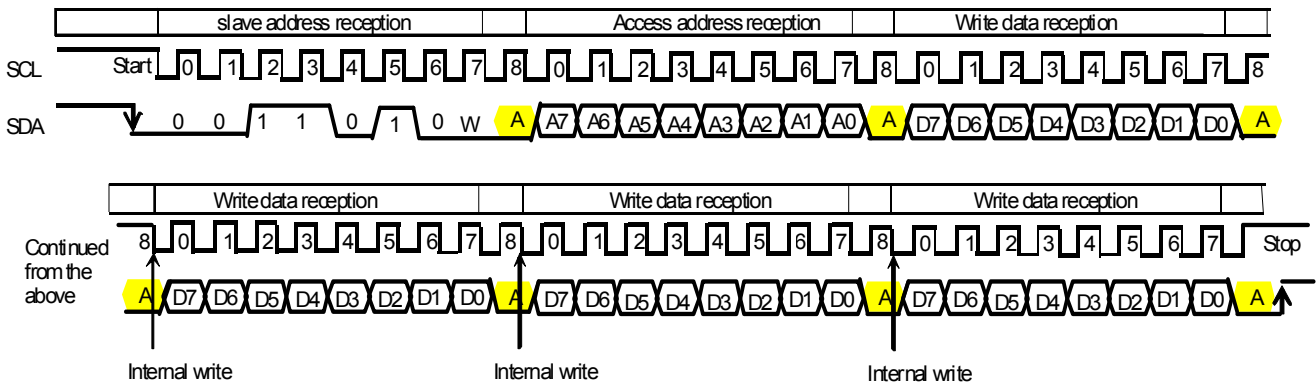 slave address reception Access address reception Write data reception
SCL Start 0 1 2 3 4 5 6 7 8 0 1 2 3 4 5 6 7 8 0 1 2 3 4 5 6 7 8
SDA 0 0 1 1 0 1 0 W A A7 A6 A5 A4 A3 A2 A1 A0 A D7 D6 D5 D4 D3 D2 D1 D0 A
Write data reception Write data reception Write data reception
8 0 1 2 3 4 5 6 7 8 0 1 2 3 4 5 6 7 8 0 1 2 3 4 5 6 7 Stop
Continued
from the
above
A D7 D6 D5 D4 D3 D2 D1 D0 A D7 D6 D5 D4 D3 D2 D1 D0 A D7 D6 D5 D4 D3 D2 D1 D0 A
Internal write Internal write Internal write